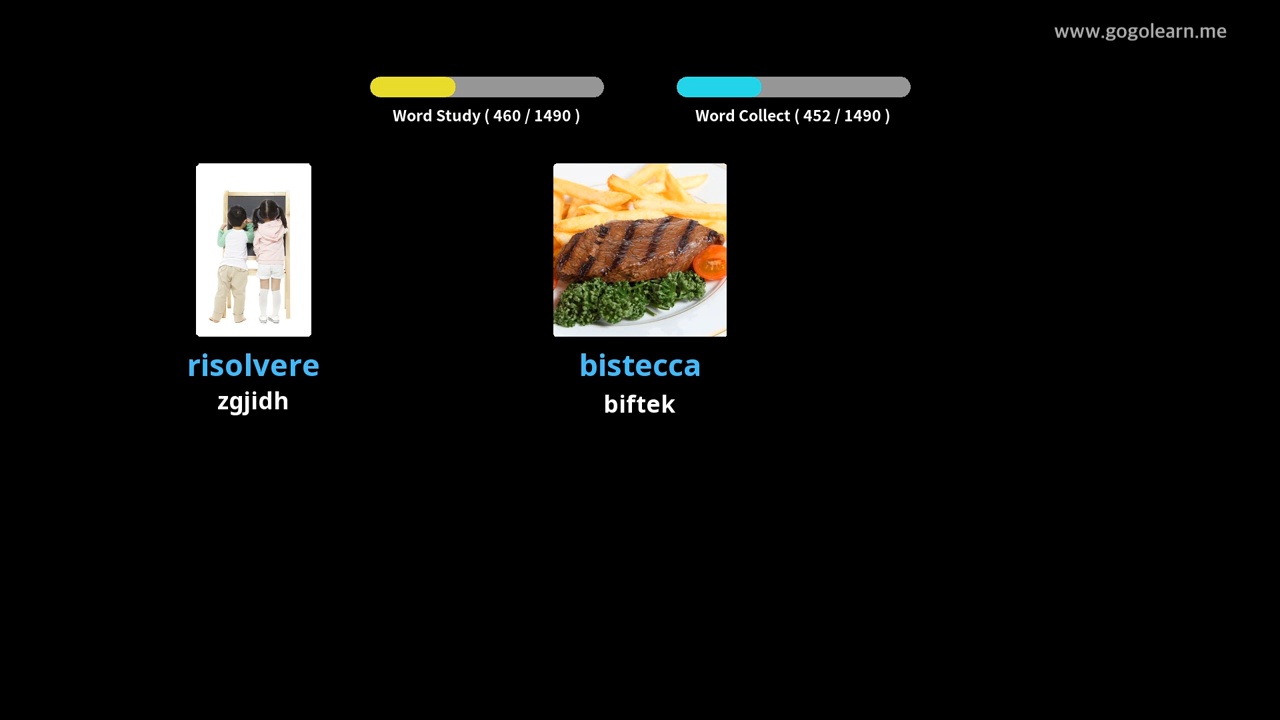 www.gogolearn.me
Word Study ( 460 / 1490 )
Word Collect ( 452 / 1490 )
risolvere
zgjidh
bistecca
biftek